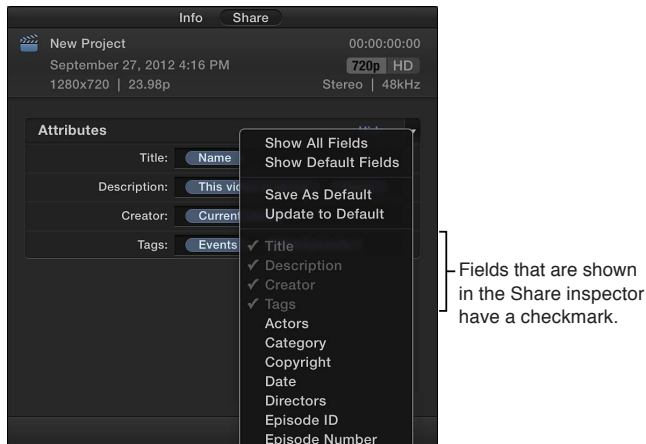 Info Share
New Project 00:00:00:00
September 27, 2012 4:16 PM 720p HD
1280x720 | 23.98p Stereo | 48kHz
Attributes
Title: Name
Description: This
Creator: Current
Tags: Events
Show All Fields
Show Default Fields
Save As Default
Update to Default
✓ Title
✓ Description
✓ Creator
✓ Tags
Actors
Category
Copyright
Date
Directors
Episode ID
Episode Number
Fields that are shown
in the Share inspector
have a checkmark.